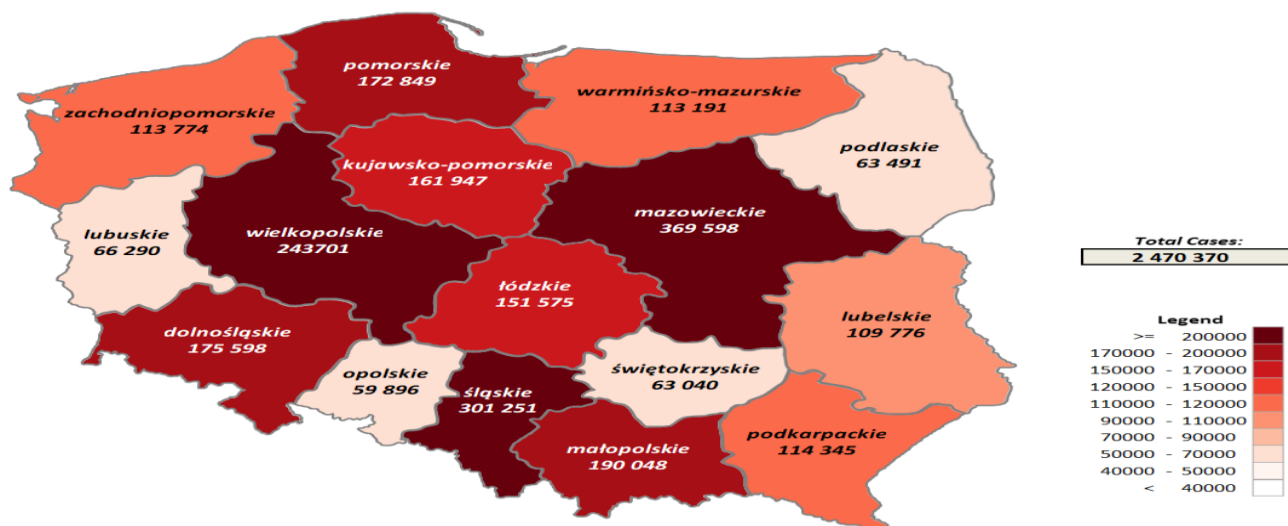 pomorskie
172 849
zachodniopomorskie
113 774
warmińsko-mazurskie
113 191
podlaskie
63 491
kujawsko-pomorskie
161 947
lubuskie
66 290
wielkopolskie
243701
mazowieckie
369 598
łódzkie
151 575
lubelskie
109 776
dolnośląskie
175 598
opolskie
59 896
śląskie
301 251
świętokrzyskie
63 040
małopolskie
190 048
podkarpackie
114 345
Total Cases:
2 470 370
Legend
>= 200000
170000 - 200000
150000 - 170000
120000 - 150000
110000 - 120000
90000 - 110000
70000 - 90000
50000 - 70000
40000 - 50000
< 40000